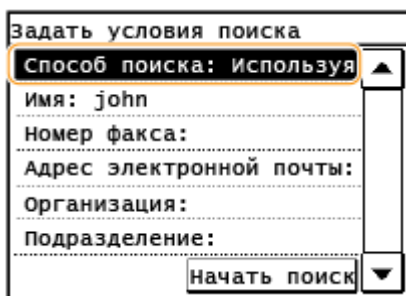 Задать условия поиска
Способ поиска: Используя
Имя: john
Номер факса:
Адрес электронной почты:
Организация:
Подразделение:
Начать поиск